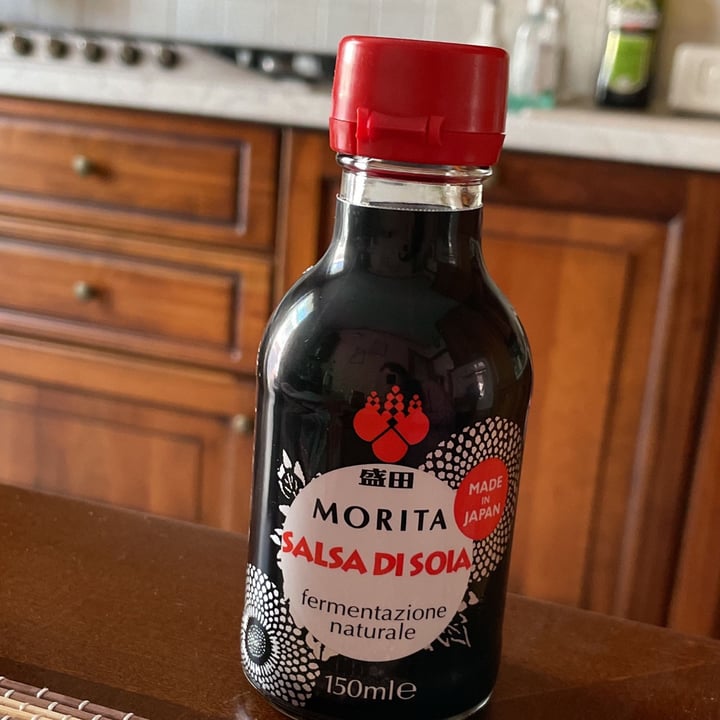 盛田
MORITA
MADE
IN
JAPAN
SALSA DI SOIA
fermentazione
naturale
150ml℮